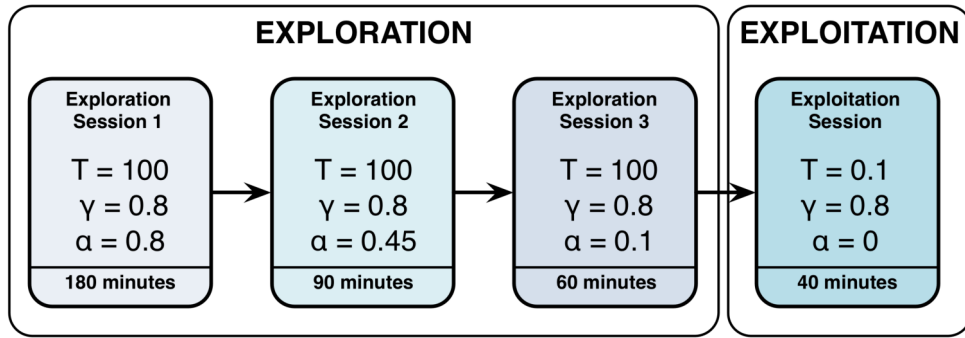 EXPLORATION
Exploration
Session 1
T = 100
γ = 0.8
α = 0.8
180 minutes
Exploration
Session 2
T = 100
γ = 0.8
α = 0.45
90 minutes
Exploration
Session 3
T = 100
γ = 0.8
α = 0.1
60 minutes
EXPLOITATION
Exploitation
Session
T = 0.1
γ = 0.8
α = 0
40 minutes